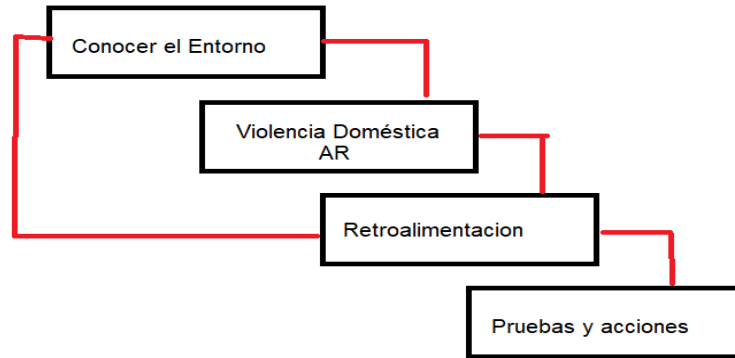 Conocer el Entorno
Violencia Doméstica
AR
Retroalimentacion
Pruebas y acciones